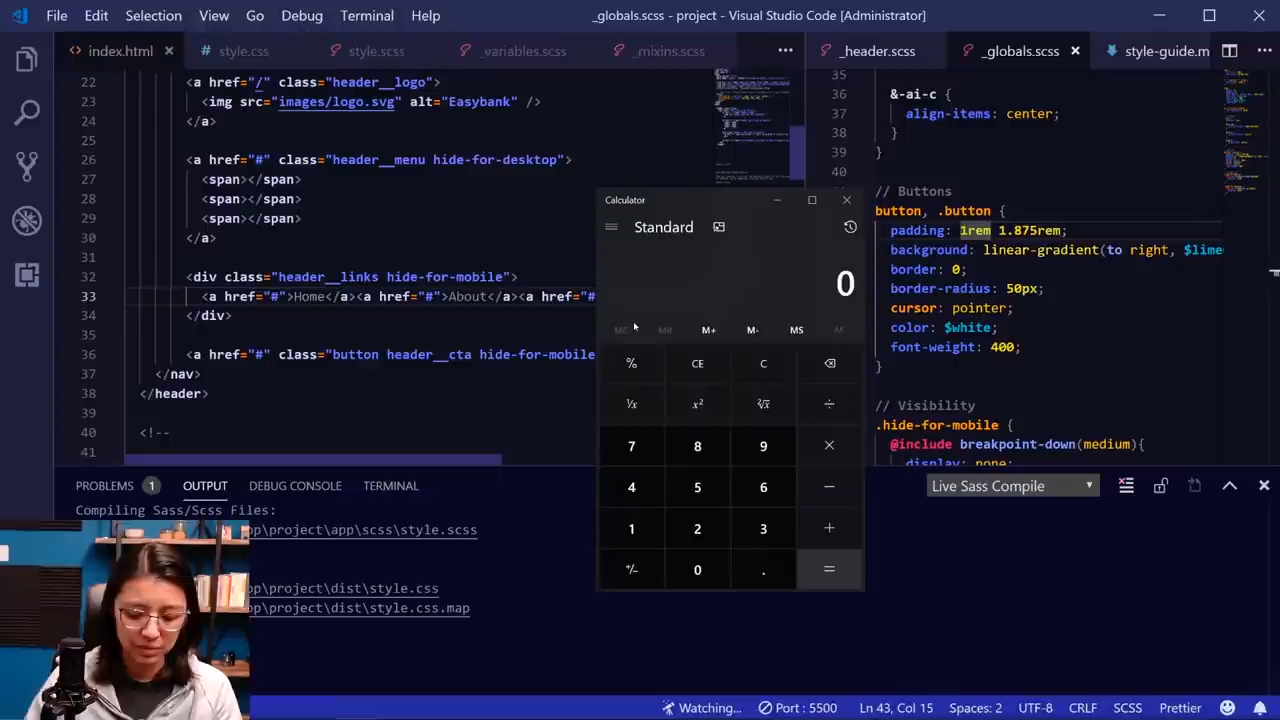 File Edit Selection View Go Debug Terminal Help
_globals.scss - project - Visual Studio Code [Administrator]
index.html
style.css
style.scss
_variables.scss
_mixins.scss
_header.scss
_globals.scss
style-guide.m
22 <a href="/" class="header__logo">
23 <img src="images/logo.svg" alt="Easybank" />
24 </a>
25
26 <a href="#" class="header__menu hide-for-desktop">
27 <span></span>
28 <span></span>
29 <span></span>
30 </a>
31
32 <div class="header__links hide-for-mobile">
33 <a href="#">Home</a><a href="#">About</a><a href="#
34 </div>
35
36 <a href="#" class="button header__cta hide-for-mobile
37 </nav>
38 </header>
39
40 <!--
41
35
36 &-ai-c {
37 align-items: center;
38 }
39 }
40
// Buttons
button, .button {
padding: 1rem 1.875rem;
background: linear-gradient(to right, $lime
border: 0;
border-radius: 50px;
cursor: pointer;
color: $white;
font-weight: 400;
}
// Visibility
.hide-for-mobile {
@include breakpoint-down(medium){
display: none;
Calculator
Standard
0
MC MR M+ M- MS M˅
% CE C
⅟x x² ²√x ÷
7 8 9 ×
4 5 6 −
1 2 3 +
+/- 0 . =
PROBLEMS 1 OUTPUT DEBUG CONSOLE TERMINAL
Live Sass Compile
Compiling Sass/Scss Files:
pp\project\app\scss\style.scss
pp\project\dist\style.css
pp\project\dist\style.css.map
Watching... Port : 5500 Ln 43, Col 15 Spaces: 2 UTF-8 CRLF SCSS Prettier